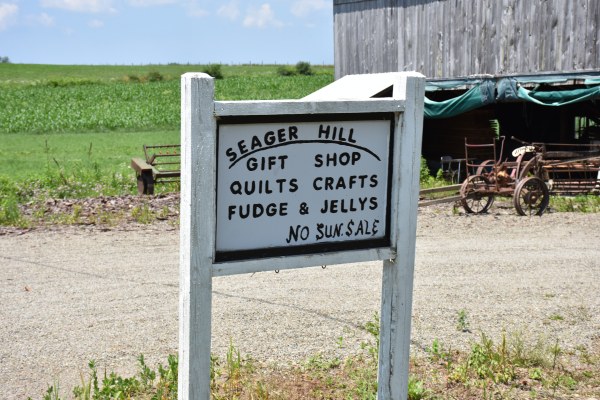 SEAGER HILL
GIFT SHOP
QUILTS CRAFTS
FUDGE & JELLYS
NO SUN. SALE